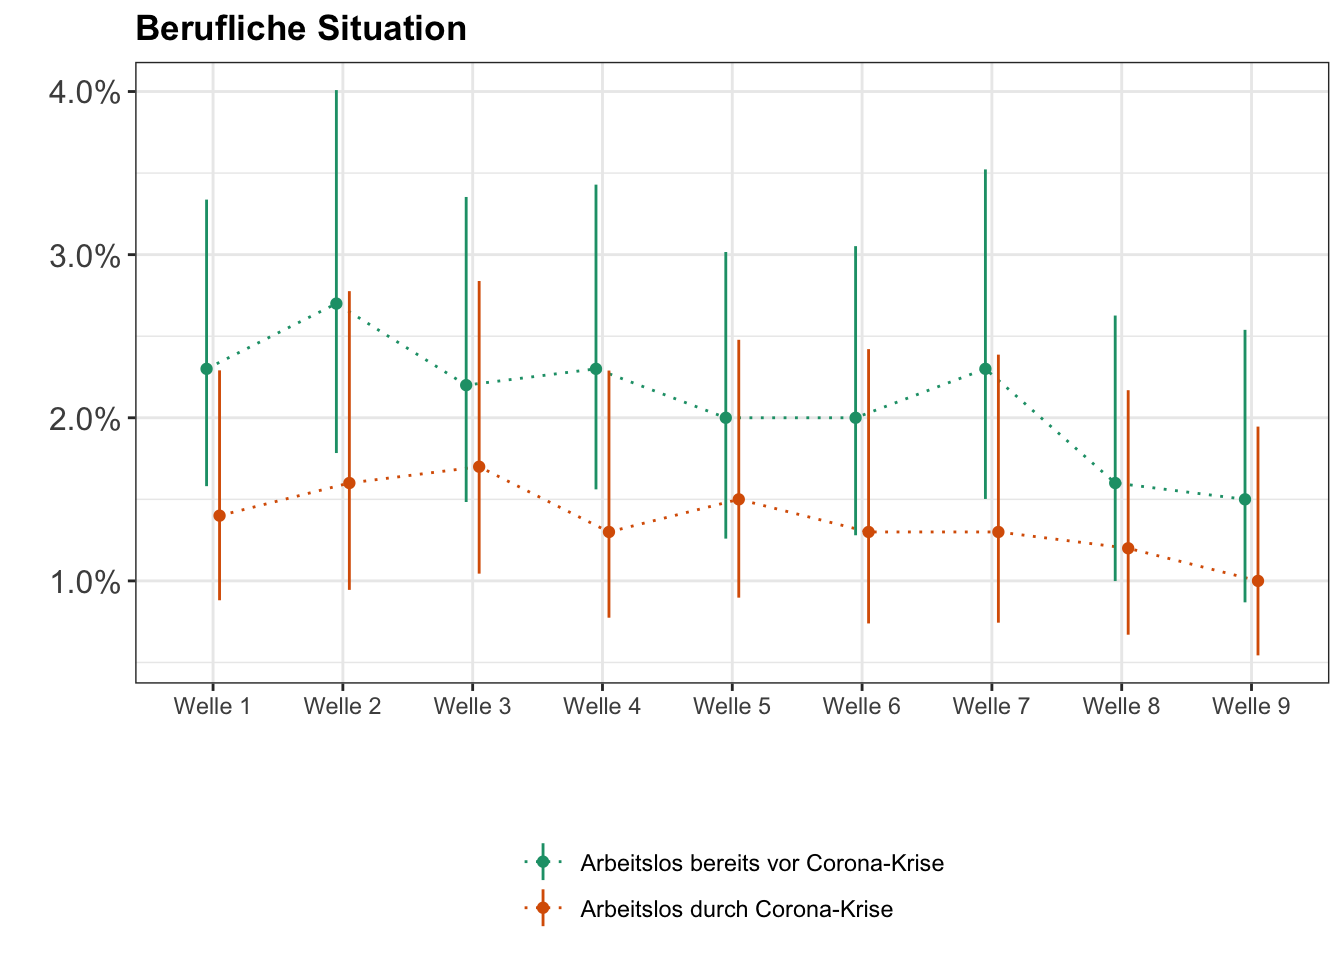 Berufliche Situation
4.0%
3.0%
2.0%
1.0%
Welle 1 Welle 2 Welle 3 Welle 4 Welle 5 Welle 6 Welle 7 Welle 8 Welle 9
Arbeitslos bereits vor Corona-Krise
Arbeitslos durch Corona-Krise